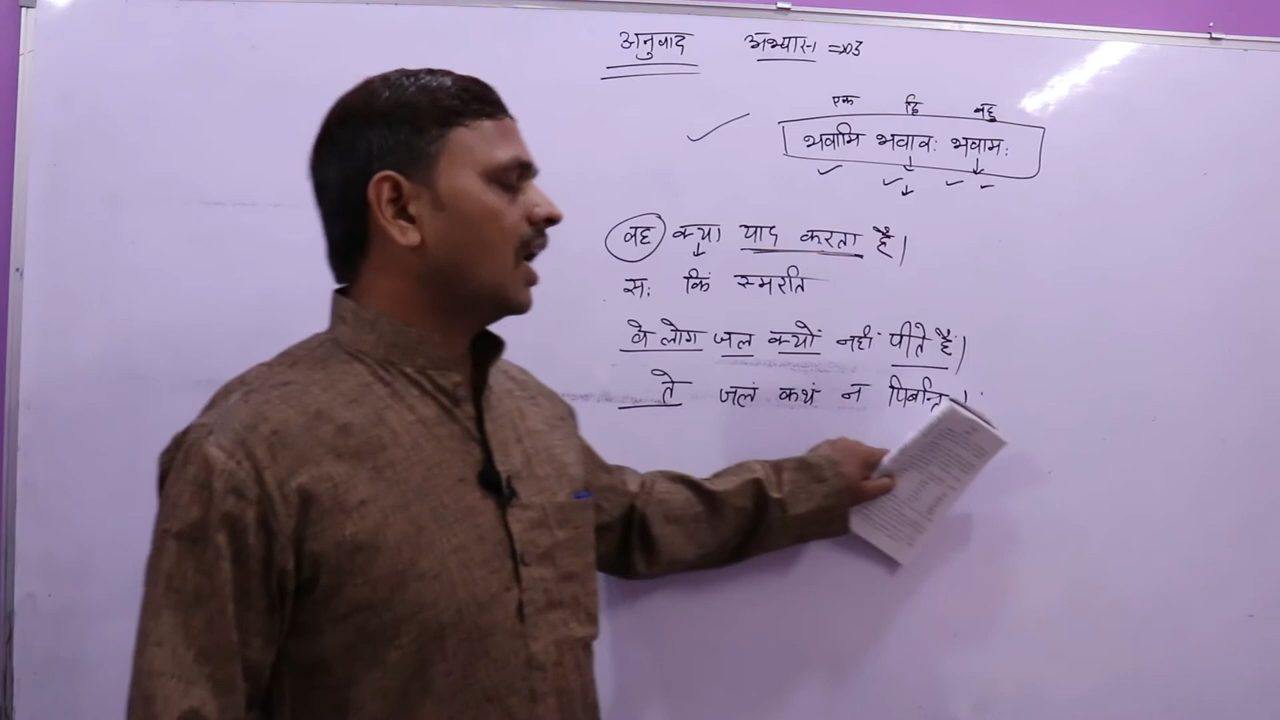 अनुवाद अभ्यास =03
एक द्वि बहु
भवामि भवावः भवामः
वह क्या याद करता है।
सः किं स्मरति
वे लोग जल क्यों नहीं पीते है।
ते जलं कथं न पिबन्ति।